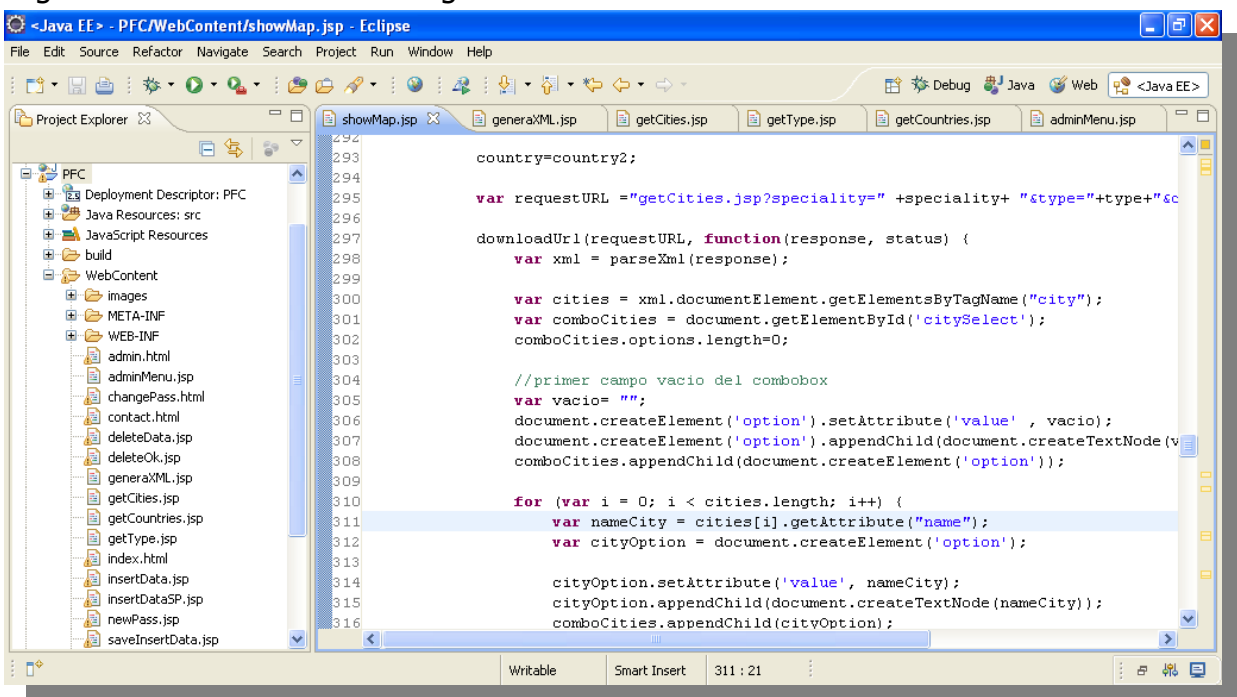 <Java EE> - PFC/WebContent/showMap.jsp - Eclipse
File Edit Source Refactor Navigate Search Project Run Window Help
Debug Java Web <Java EE>
Project Explorer
showMap.jsp generaXML.jsp getCities.jsp getType.jsp getCountries.jsp adminMenu.jsp
PFC
Deployment Descriptor: PFC
Java Resources: src
JavaScript Resources
build
WebContent
images
META-INF
WEB-INF
admin.html
adminMenu.jsp
changePass.html
contact.html
deleteData.jsp
deleteOk.jsp
generaXML.jsp
getCities.jsp
getCountries.jsp
getType.jsp
index.html
insertData.jsp
insertDataSP.jsp
newPass.jsp
saveInsertData.jsp
292
293 country=country2;
294
295 var requestURL ="getCities.jsp?speciality=" +speciality+ "&type="+type+"&c
296
297 downloadUrl(requestURL, function(response, status) {
298 var xml = parseXml(response);
299
300 var cities = xml.documentElement.getElementsByTagName("city");
301 var comboCities = document.getElementById('citySelect');
302 comboCities.options.length=0;
303
304 //primer campo vacio del combobox
305 var vacio= "";
306 document.createElement('option').setAttribute('value' , vacio);
307 document.createElement('option').appendChild(document.createTextNode(v
308 comboCities.appendChild(document.createElement('option'));
309
310 for (var i = 0; i < cities.length; i++) {
311 var nameCity = cities[i].getAttribute("name");
312 var cityOption = document.createElement('option');
313
314 cityOption.setAttribute('value', nameCity);
315 cityOption.appendChild(document.createTextNode(nameCity));
316 comboCities.appendChild(cityOption);
Writable Smart Insert 311 : 21